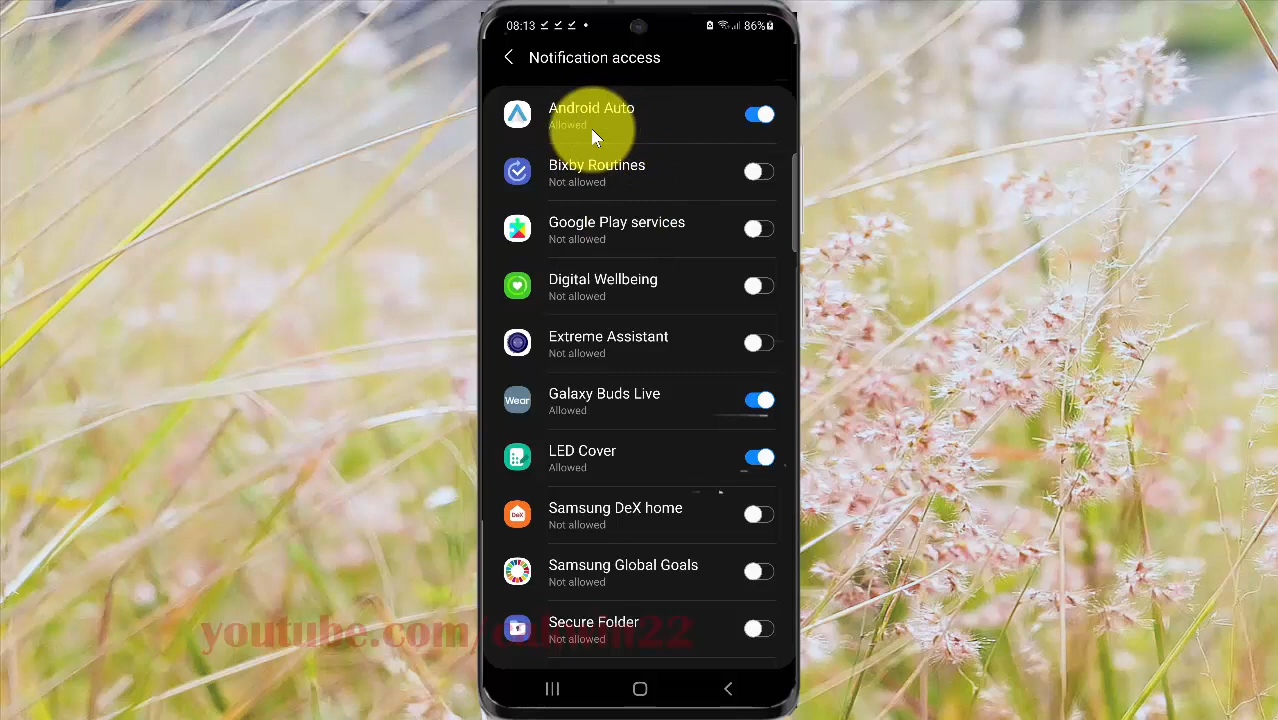 08:13 86%
Notification access
Android Auto
Allowed
Bixby Routines
Not allowed
Google Play services
Not allowed
Digital Wellbeing
Not allowed
Extreme Assistant
Not allowed
Wear
Galaxy Buds Live
Allowed
LED Cover
Allowed
DeX
Samsung DeX home
Not allowed
Samsung Global Goals
Not allowed
Secure Folder
Not allowed
youtube.com/